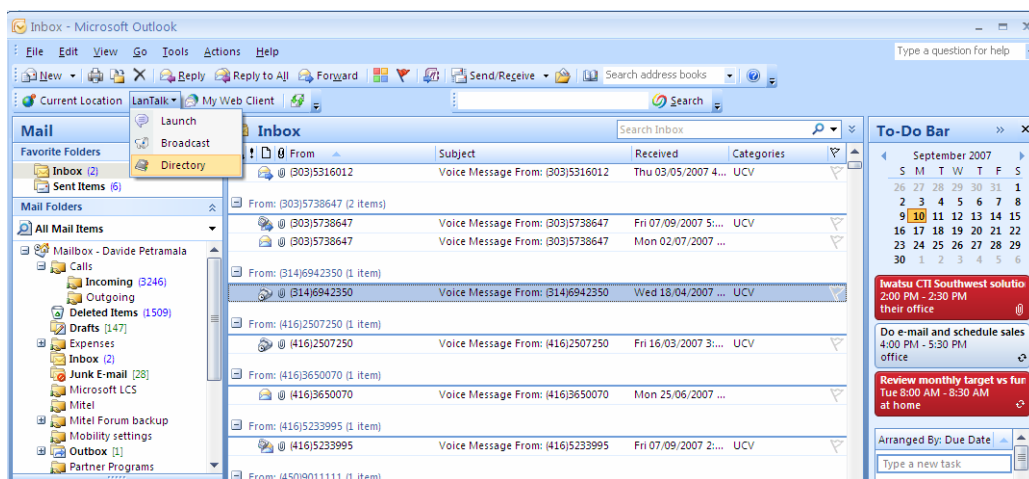 Inbox - Microsoft Outlook
File Edit View Go Tools Actions Help
Type a question for help
New Reply Reply to All Forward Send/Receive Search address books
Current Location LanTalk My Web Client Search
Launch
Broadcast
Directory
Mail
Favorite Folders
Inbox (2)
Sent Items (6)
Mail Folders
All Mail Items
Mailbox - Davide Petramala
Calls
Incoming (3246)
Outgoing
Deleted Items (1509)
Drafts [147]
Expenses
Inbox (2)
Junk E-mail [28]
Microsoft LCS
Mitel
Mitel Forum backup
Mobility settings
Outbox [1]
Partner Programs
Inbox Search Inbox
From Subject Received Categories
(303)5316012 Voice Message From: (303)5316012 Thu 03/05/2007 4... UCV
From: (303)5738647 (2 items)
(303)5738647 Voice Message From: (303)5738647 Fri 07/09/2007 5:... UCV
(303)5738647 Voice Message From: (303)5738647 Mon 02/07/2007 ...
From: (314)6942350 (1 item)
(314)6942350 Voice Message From: (314)6942350 Wed 18/04/2007 ... UCV
From: (416)2507250 (1 item)
(416)2507250 Voice Message From: (416)2507250 Fri 16/03/2007 3:... UCV
From: (416)3650070 (1 item)
(416)3650070 Voice Message From: (416)3650070 Mon 25/06/2007 ...
From: (416)5233995 (1 item)
(416)5233995 Voice Message From: (416)5233995 Fri 07/09/2007 2:... UCV
From: (450)9011111 (1 item)
To-Do Bar
September 2007
S M T W T F S
26 27 28 29 30 31 1
2 3 4 5 6 7 8
9 10 11 12 13 14 15
16 17 18 19 20 21 22
23 24 25 26 27 28 29
30 1 2 3 4 5 6
Iwatsu CTI Southwest solutio
2:00 PM - 2:30 PM
their office
Do e-mail and schedule sales
4:00 PM - 5:30 PM
office
Review monthly target vs fun
Tue 8:00 AM - 8:30 AM
at home
Arranged By: Due Date
Type a new task